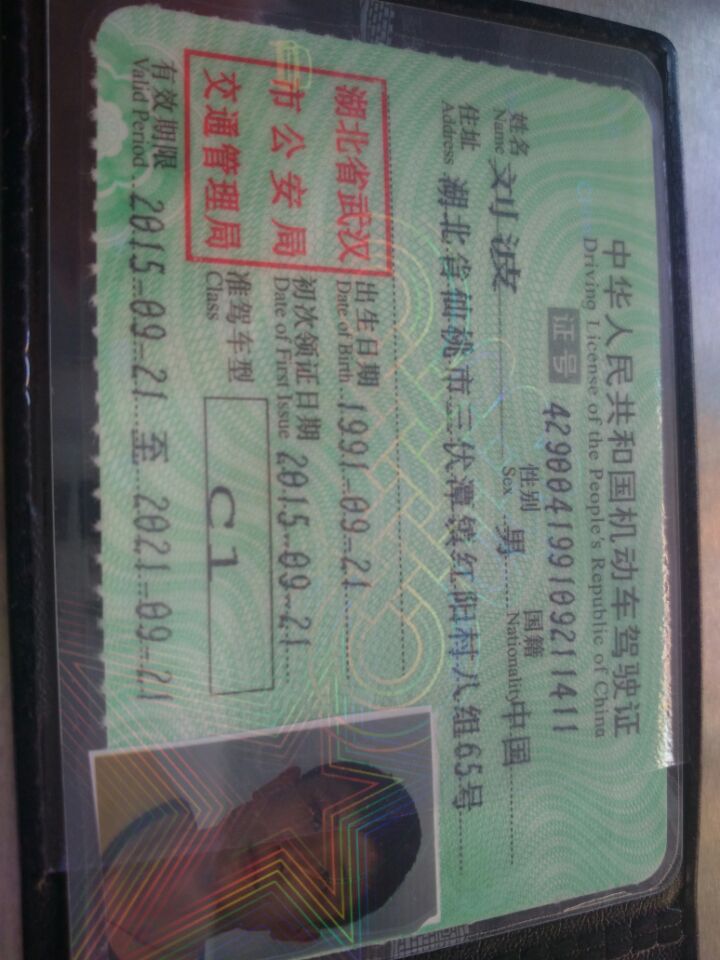 中华人民共和国机动车驾驶证
Driving License of the People's Republic of China
证号 429004199109211411
姓名 刘波 性别 男 国籍 中国
Name Sex Nationality
住址 湖北省仙桃市三伏潭镇红阳村八组65号
Address
湖北省武汉
市公安局
交通管理局
出生日期 1991-09-21
Date of Birth
初次领证日期 2015-09-21
Date of First Issue
准驾车型 C1
Class
有效期限 2015-09-21 至 2021-09-21
Valid Period